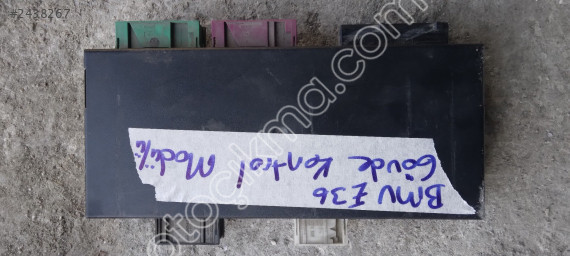 #2438267
BMW E36
Gövde Kontrol Modülü
otocikma.com